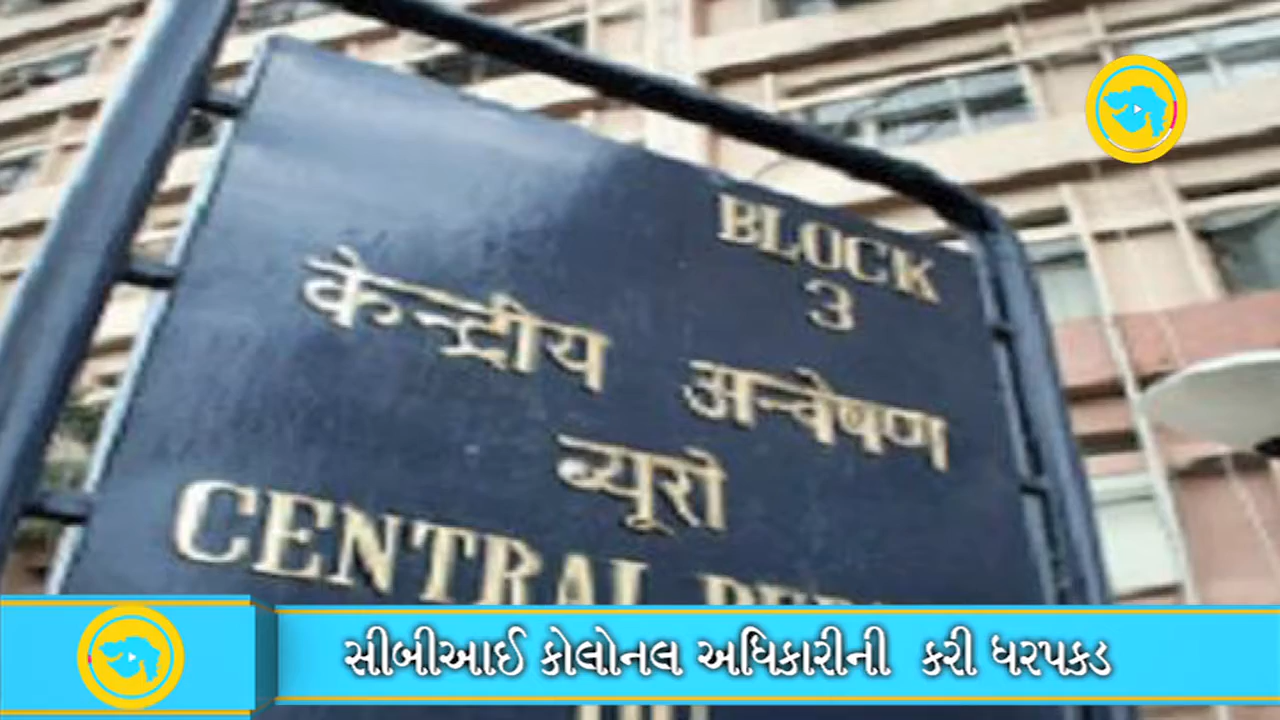 BLOCK
3
केन्द्रीय अन्वेषण
ब्यूरो
CENTRAL
સીબીઆઈ કોલોનલ અધિકારીની કરી ધરપકડ